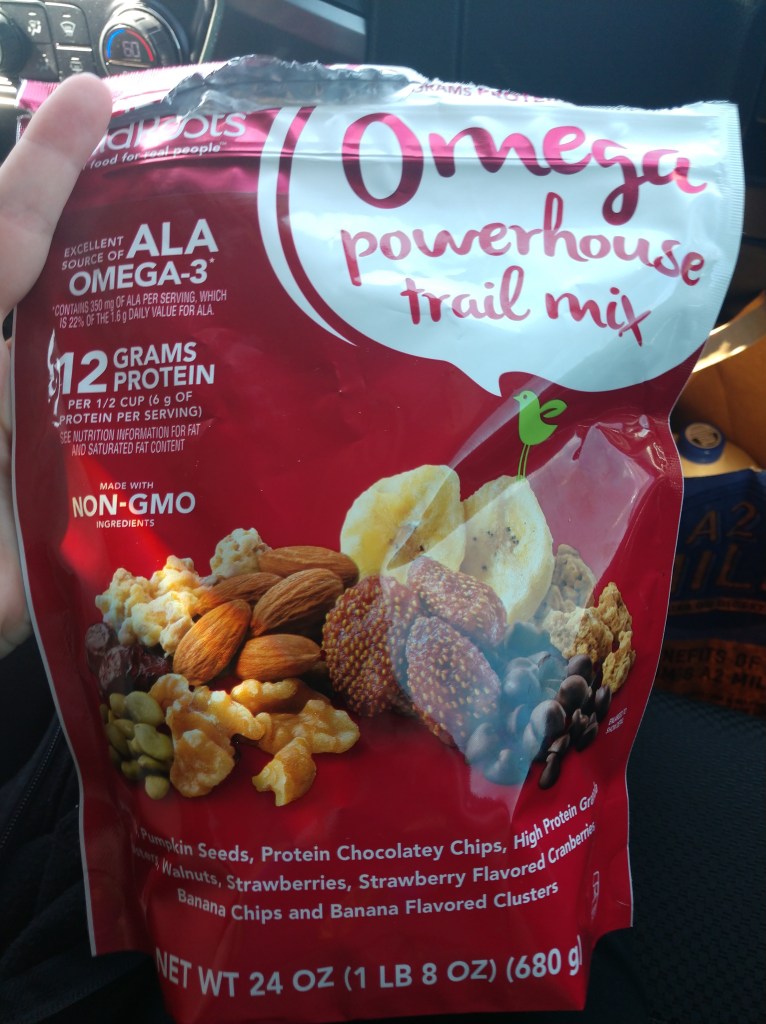 60
GRAMS PROTEIN
food for real people™
Omega
powerhouse
trail mix
EXCELLENT
SOURCE OF ALA
OMEGA-3*
*CONTAINS 350 mg OF ALA PER SERVING, WHICH
IS 22% OF THE 1.6 g DAILY VALUE FOR ALA.
12 GRAMS
PROTEIN
PER 1/2 CUP (6 g OF
PROTEIN PER SERVING)
SEE NUTRITION INFORMATION FOR FAT
AND SATURATED FAT CONTENT
MADE WITH
NON-GMO
INGREDIENTS
A2
Pumpkin Seeds, Protein Chocolatey Chips, High Protein
Walnuts, Strawberries, Strawberry Flavored Cranberries
Banana Chips and Banana Flavored Clusters
NET WT 24 OZ (1 LB 8 OZ) (680 g)